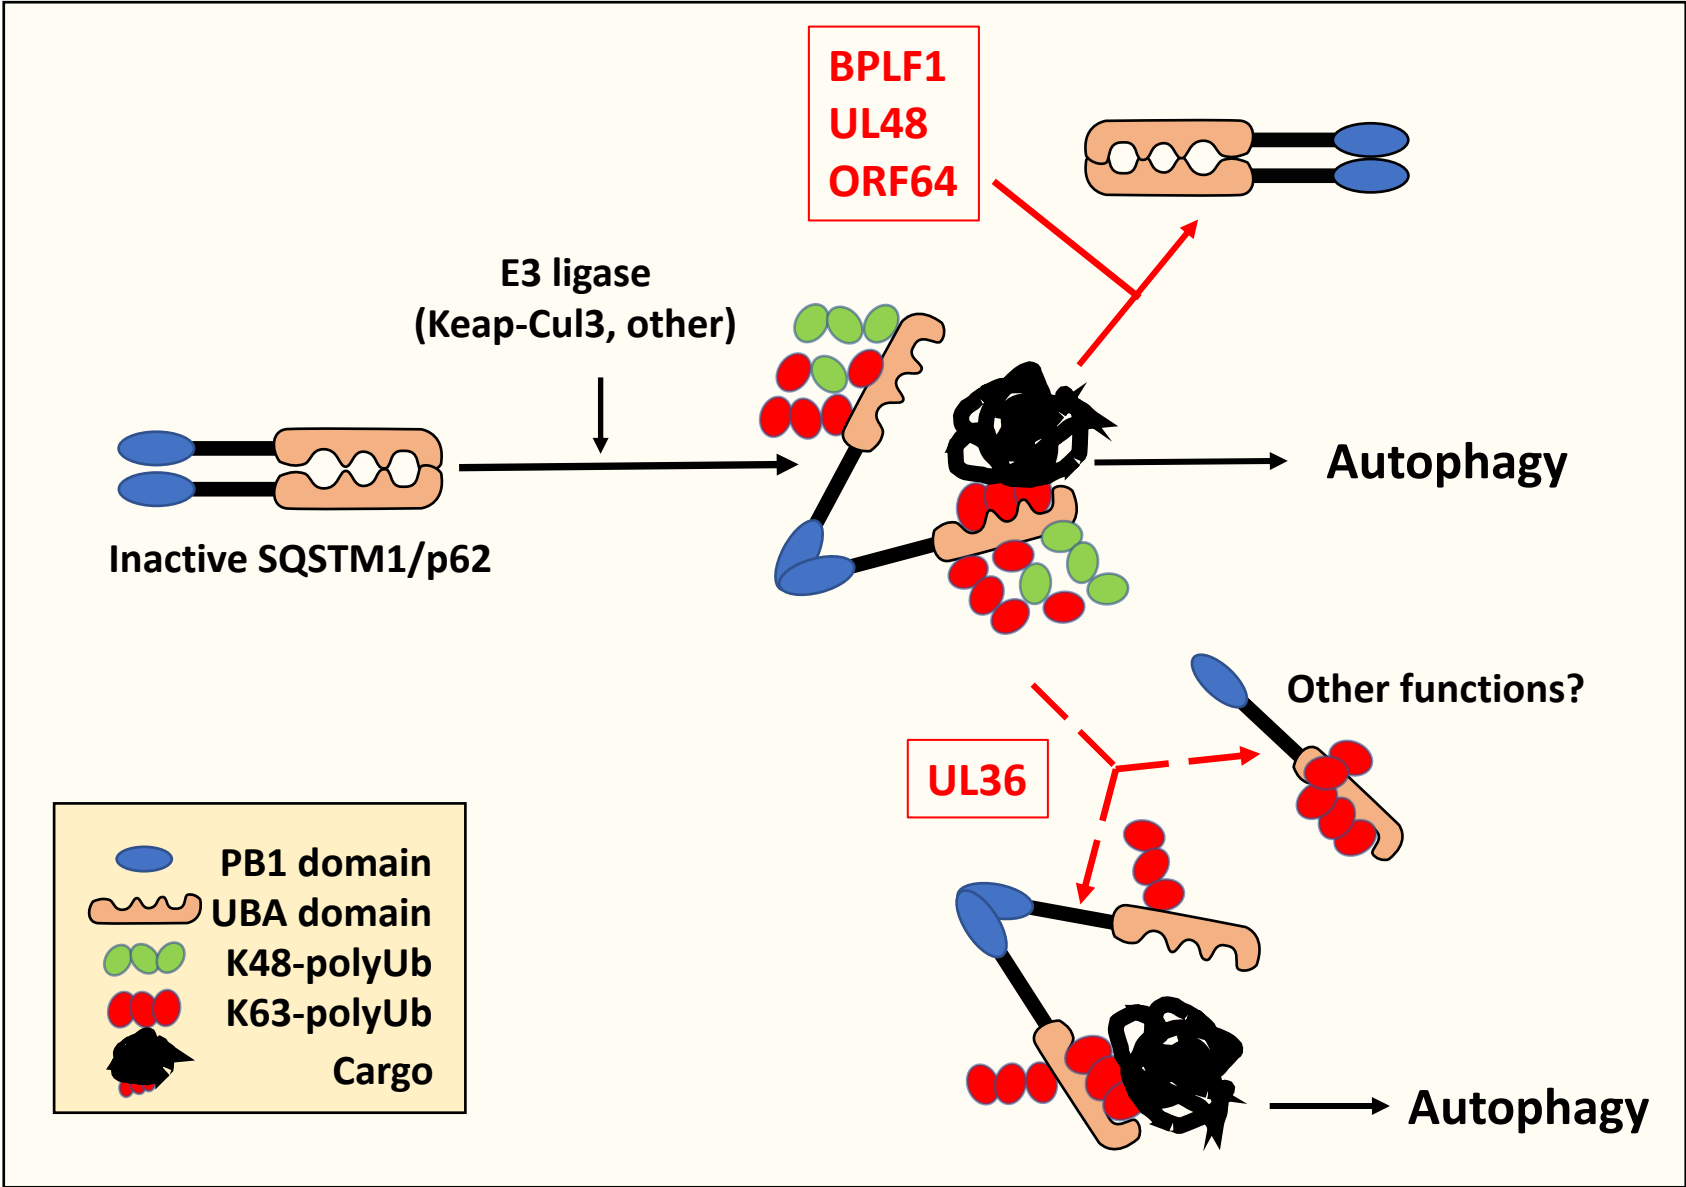 BPLF1
UL48
ORF64
E3 ligase
(Keap-Cul3, other)
Inactive SQSTM1/p62
Autophagy
Other functions?
UL36
PB1 domain
UBA domain
K48-polyUb
K63-polyUb
Cargo
Autophagy